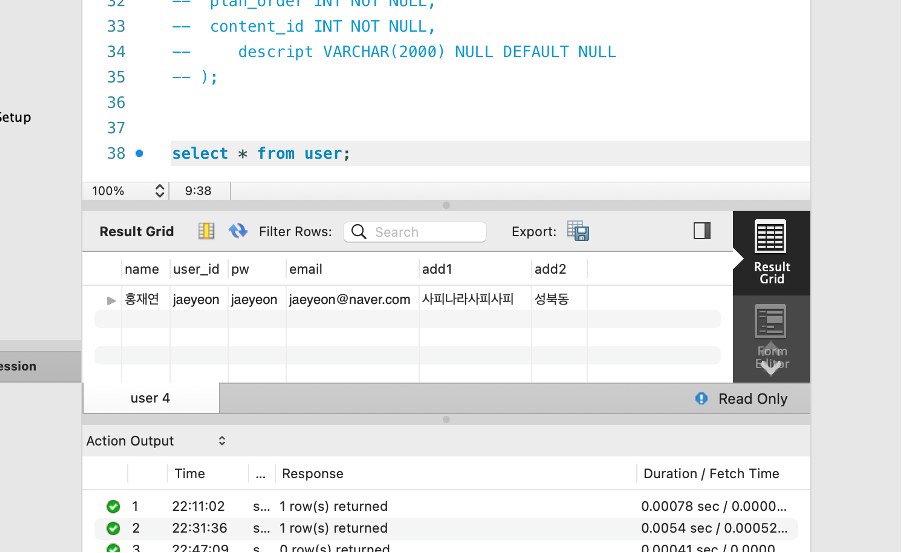 32 -- plan_order INT NOT NULL,
33 -- content_id INT NOT NULL,
34 -- descript VARCHAR(2000) NULL DEFAULT NULL
35 -- );
Setup
36
37
38 select * from user;
100% 9:38
Result Grid Filter Rows: Search Export:
Result
Grid
name user_id pw email add1 add2
홍재연 jaeyeon jaeyeon jaeyeon@naver.com 사피나라사피사피 성북동
Form
Editor
ession
user 4 Read Only
Action Output
Time ... Response Duration / Fetch Time
1 22:11:02 s... 1 row(s) returned 0.00078 sec / 0.0000...
2 22:31:36 s... 1 row(s) returned 0.0054 sec / 0.00052...
3 22:47:09 s... 0 row(s) returned 0.00041 sec / 0.0000...